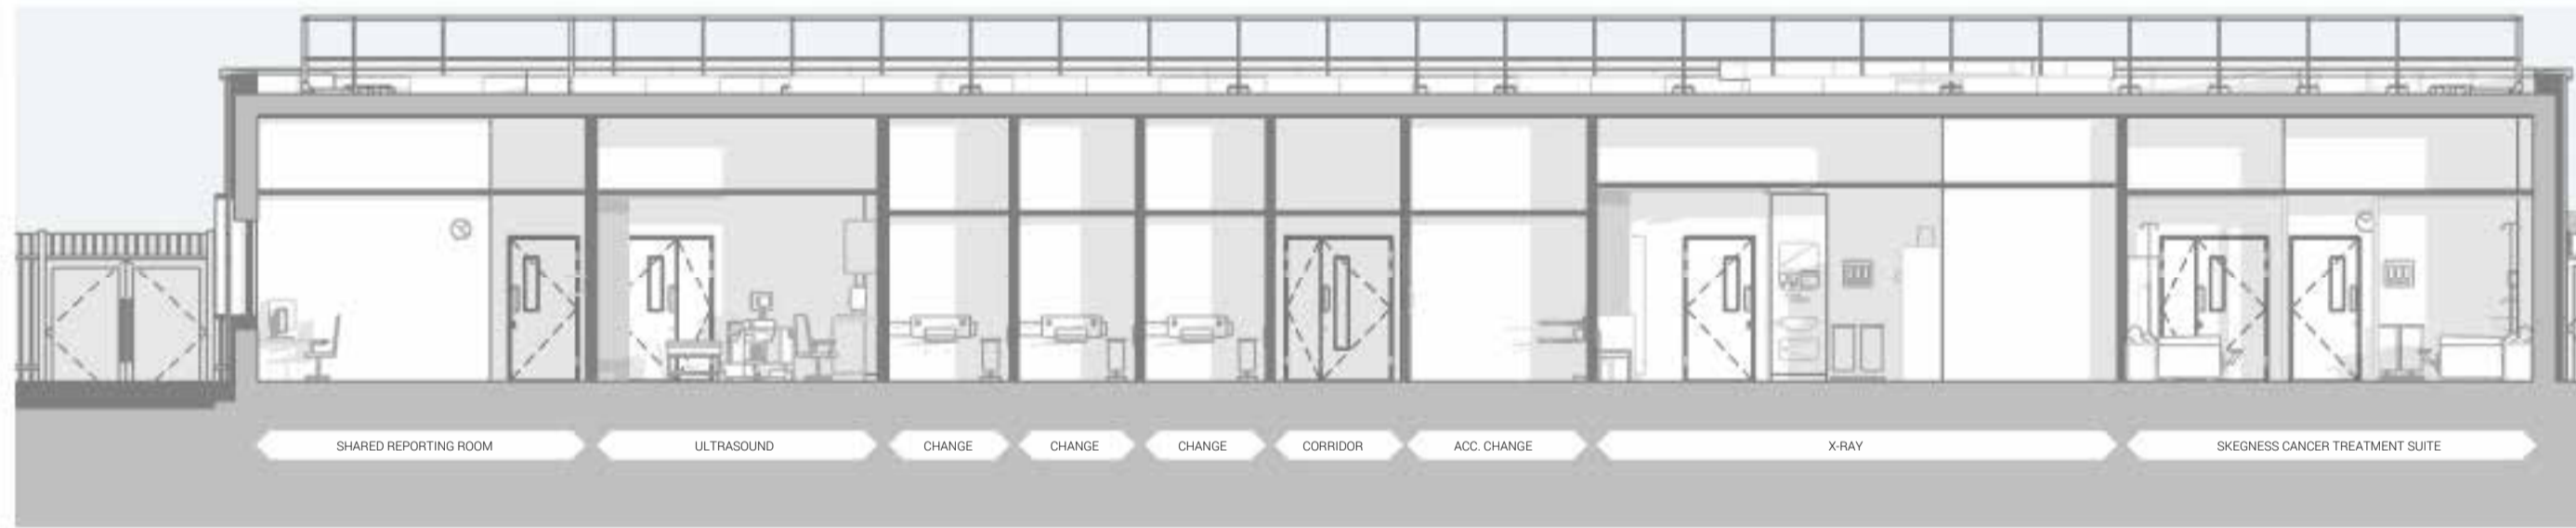 SHARED REPORTING ROOM
ULTRASOUND
CHANGE
CHANGE
CHANGE
CORRIDOR
ACC. CHANGE
X-RAY
SKEGNESS CANCER TREATMENT SUITE